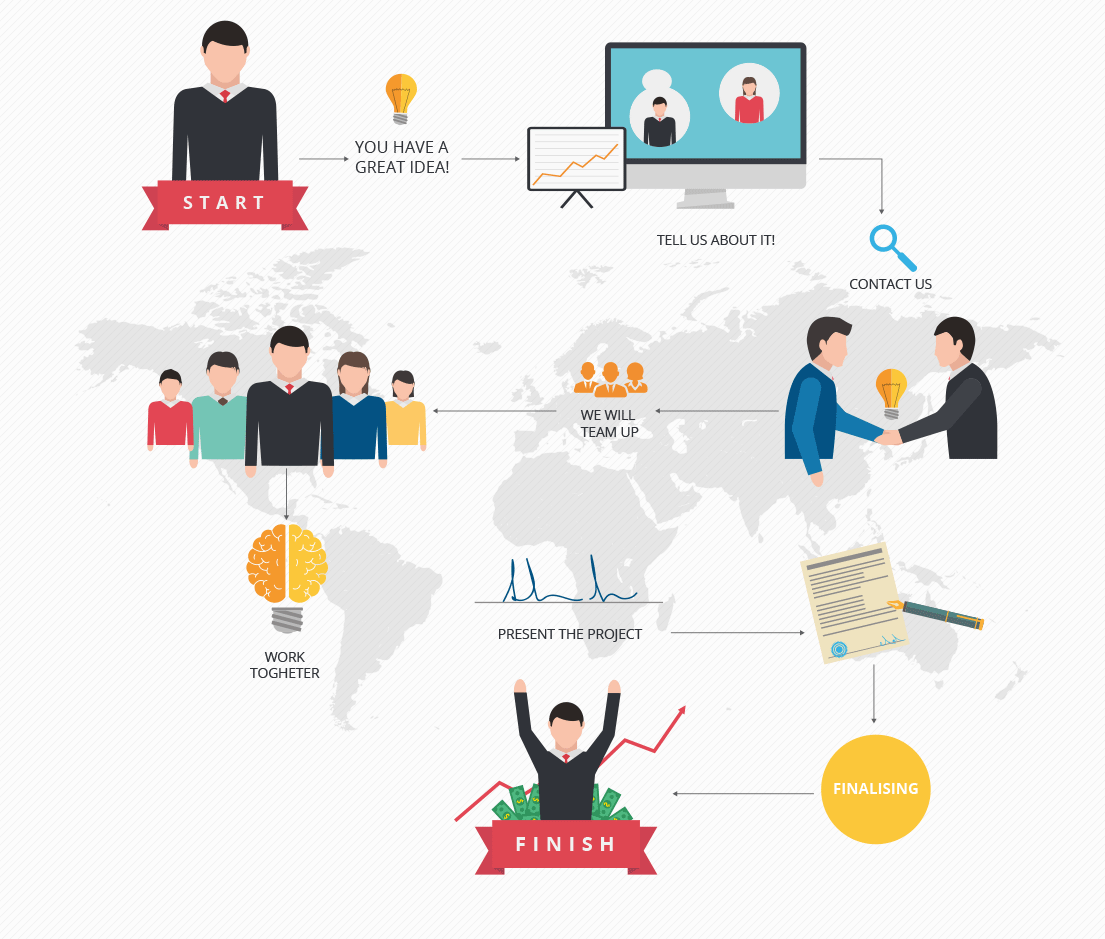 START
YOU HAVE A
GREAT IDEA!
TELL US ABOUT IT!
CONTACT US
WE WILL
TEAM UP
WORK
TOGHETER
PRESENT THE PROJECT
FINALISING
FINISH